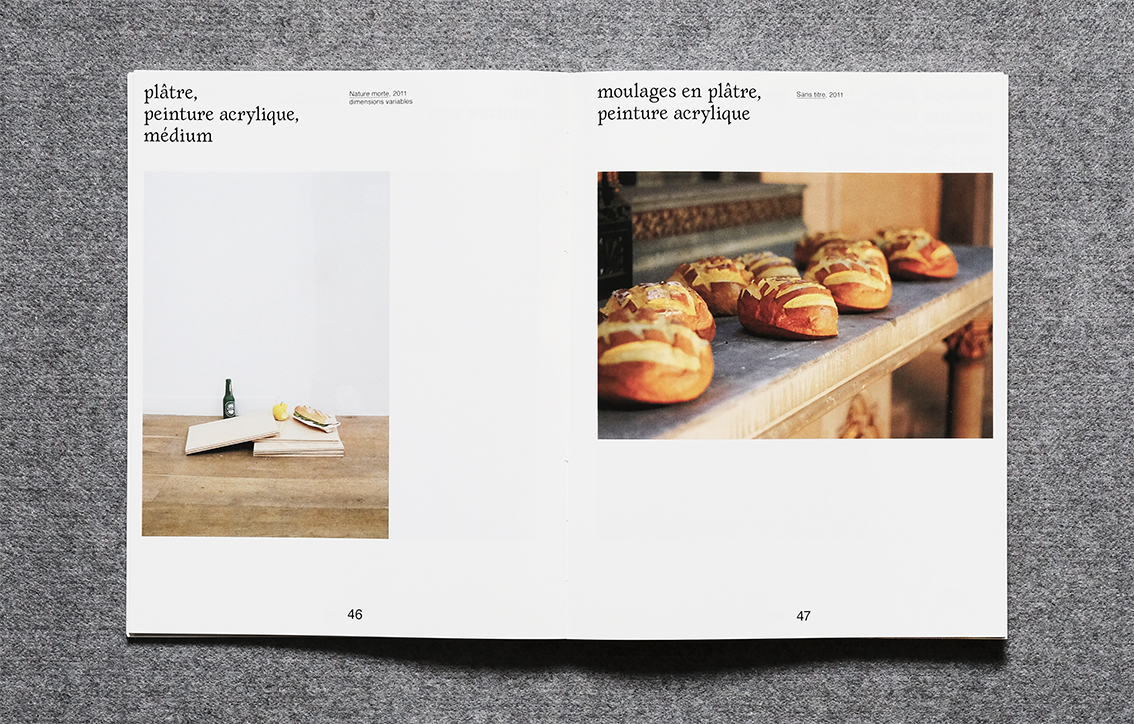 plâtre,
peinture acrylique,
médium
Nature morte, 2011
dimensions variables
46
moulages en plâtre,
peinture acrylique
Sans titre, 2011
47